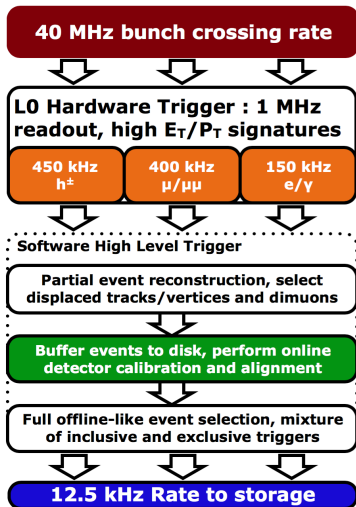 40 MHz bunch crossing rate
L0 Hardware Trigger : 1 MHz
readout, high E_T/P_T signatures
450 kHz
h±
400 kHz
μ/μμ
150 kHz
e/γ
Software High Level Trigger
Partial event reconstruction, select
displaced tracks/vertices and dimuons
Buffer events to disk, perform online
detector calibration and alignment
Full offline-like event selection, mixture
of inclusive and exclusive triggers
12.5 kHz Rate to storage